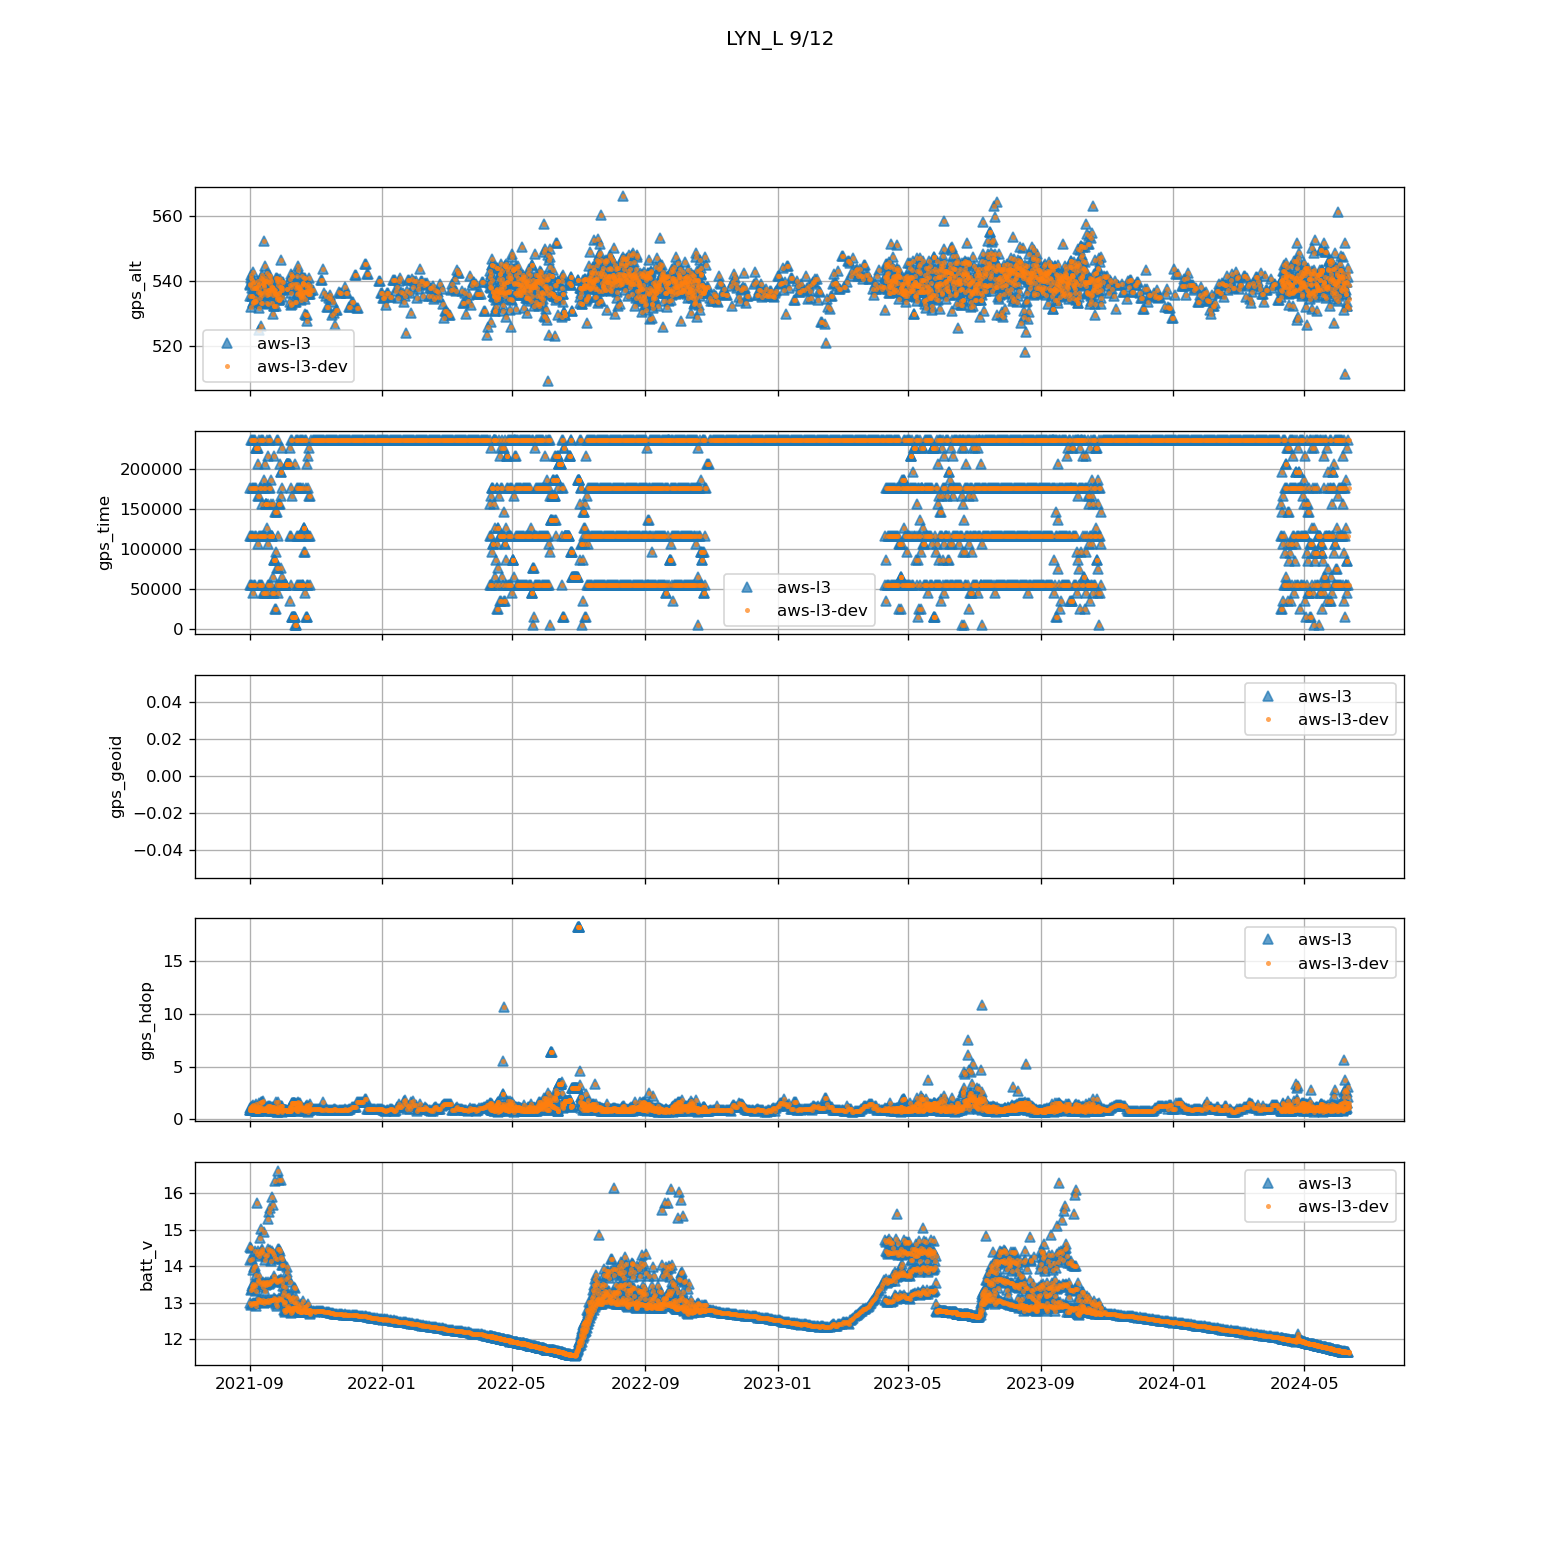 LYN_L 9/12
gps_alt
560
540
520
aws-l3
aws-l3-dev
gps_time
200000
150000
100000
50000
0
aws-l3
aws-l3-dev
gps_geoid
0.04
0.02
0.00
−0.02
−0.04
aws-l3
aws-l3-dev
gps_hdop
15
10
5
0
aws-l3
aws-l3-dev
batt_v
16
15
14
13
12
aws-l3
aws-l3-dev
2021-09 2022-01 2022-05 2022-09 2023-01 2023-05 2023-09 2024-01 2024-05